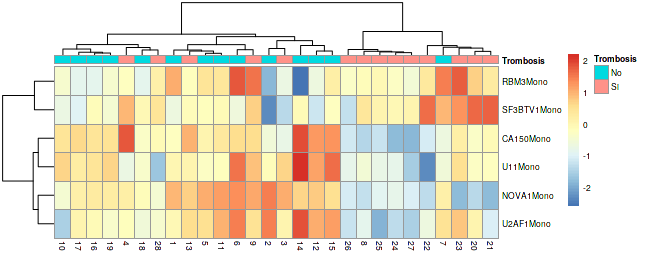 Trombosis
RBM3Mono
SF3BTV1Mono
CA150Mono
U11Mono
NOVA1Mono
U2AF1Mono
10 17 16 19 4 18 28 1 13 5 11 6 9 2 3 14 12 15 26 8 25 24 27 22 7 23 20 21
2
1
0
-1
-2
Trombosis
No
SI